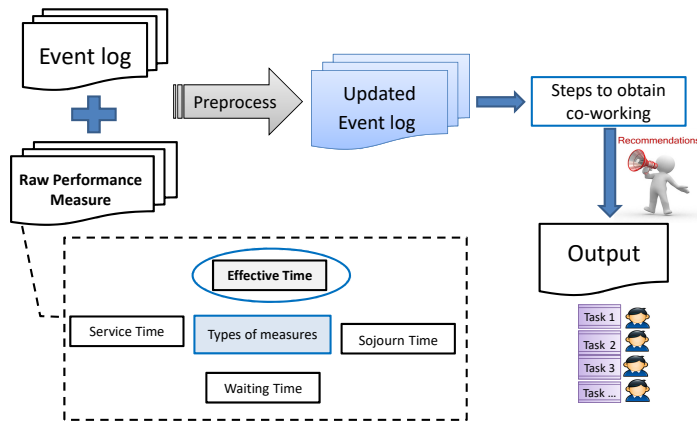 Event log
Preprocess
Updated
Event log
Steps to obtain
co-working
Recommendations
Raw Performance
Measure
Output
Effective Time
Service Time
Types of measures
Sojourn Time
Waiting Time
Task 1
Task 2
Task 3
Task ...